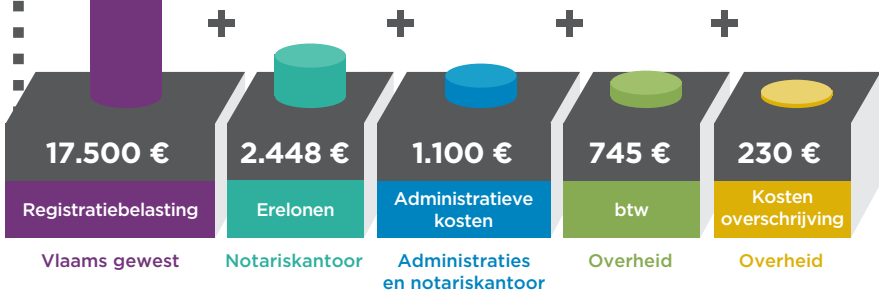 + + + +
17.500 € 2.448 € 1.100 € 745 € 230 €
Registratiebelasting
Erelonen
Administratieve
kosten
btw
Kosten
overschrijving
Vlaams gewest
Notariskantoor
Administraties
en notariskantoor
Overheid
Overheid